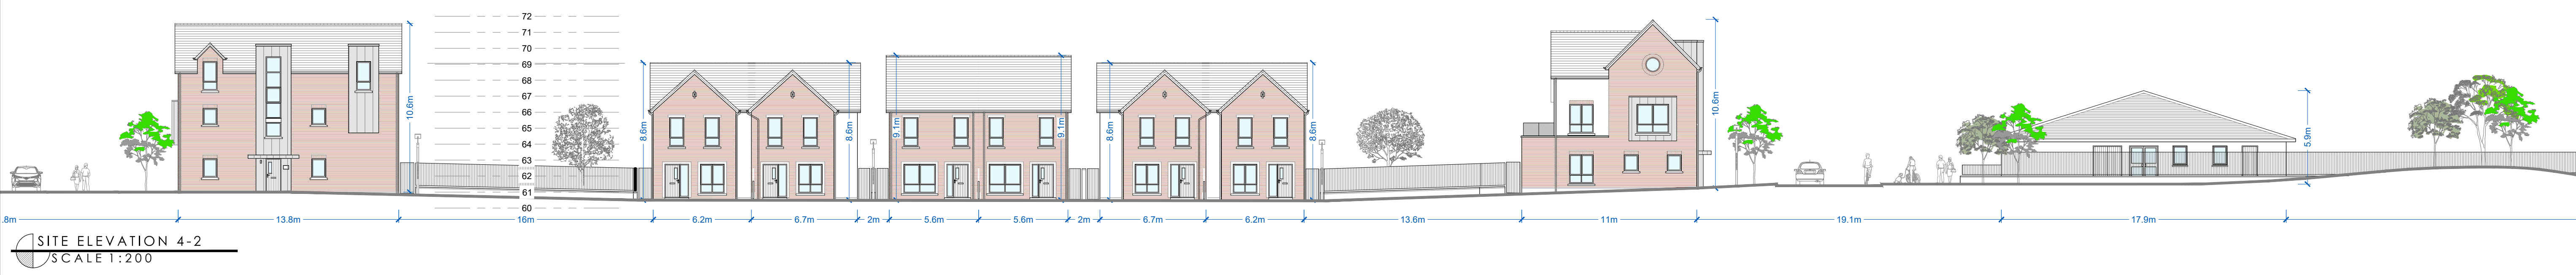 72
71
70
69
68
67
66
65
64
63
62
61
60
10.6m
8.6m
8.6m
9.1m
9.1m
8.6m
8.6m
10.6m
5.9m
.8m 13.8m 16m 6.2m 6.7m 2m 5.6m 5.6m 2m 6.7m 6.2m 13.6m 11m 19.1m 17.9m
SITE ELEVATION 4-2
SCALE 1:200